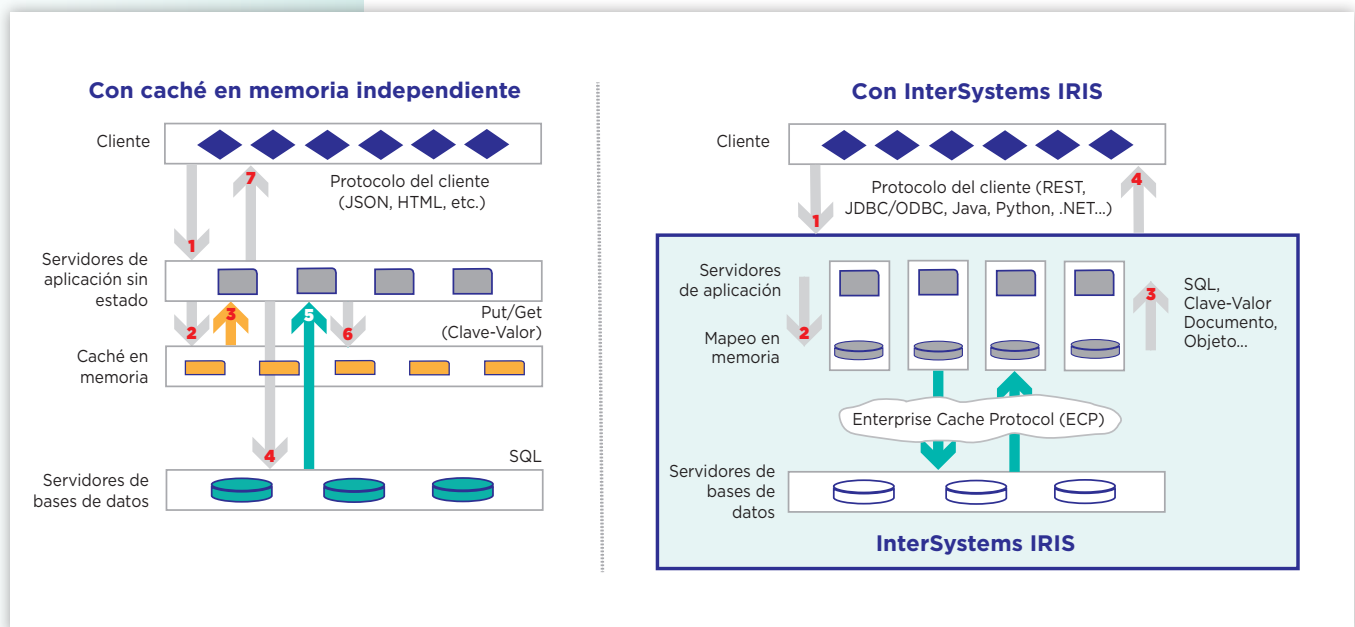 Con caché en memoria independiente
Cliente
7
Protocolo del cliente
(JSON, HTML, etc.)
1
Servidores de
aplicación sin
estado
Put/Get
(Clave-Valor)
2
3
5
6
Caché en
memoria
4
SQL
Servidores de
bases de datos
Con InterSystems IRIS
Cliente
4
Protocolo del cliente (REST,
JDBC/ODBC, Java, Python, .NET...)
1
Servidores
de aplicación
2
Mapeo en
memoria
3
SQL,
Clave-Valor
Documento,
Objeto...
Enterprise Cache Protocol (ECP)
Servidores de
bases de
datos
InterSystems IRIS